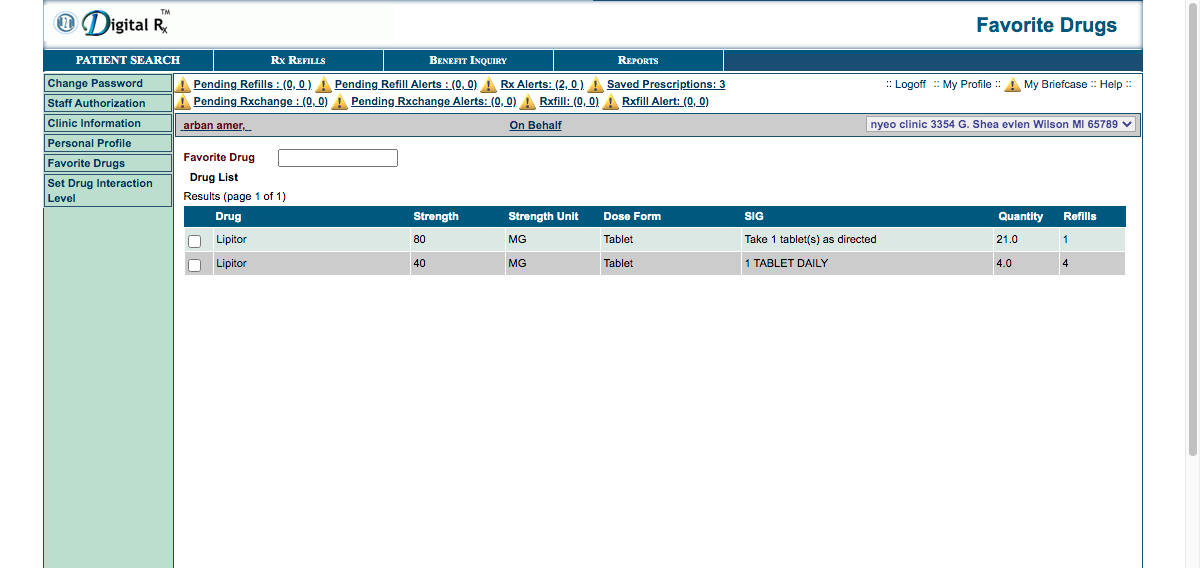 Digital Rx TM
Favorite Drugs
PATIENT SEARCH RX REFILLS BENEFIT INQUIRY REPORTS
Change Password
Staff Authorization
Clinic Information
Personal Profile
Favorite Drugs
Set Drug Interaction
Level
Pending Refills : (0, 0 ) Pending Refill Alerts : (0, 0) Rx Alerts: (2, 0 ) Saved Prescriptions: 3
:: Logoff :: My Profile :: My Briefcase :: Help ::
Pending Rxchange : (0, 0) Pending Rxchange Alerts: (0, 0) Rxfill: (0, 0) Rxfill Alert: (0, 0)
arban amer, On Behalf nyeo clinic 3354 G. Shea evlen Wilson MI 65789
Favorite Drug
Drug List
Results (page 1 of 1)
Drug Strength Strength Unit Dose Form SIG Quantity Refills
Lipitor 80 MG Tablet Take 1 tablet(s) as directed 21.0 1
Lipitor 40 MG Tablet 1 TABLET DAILY 4.0 4